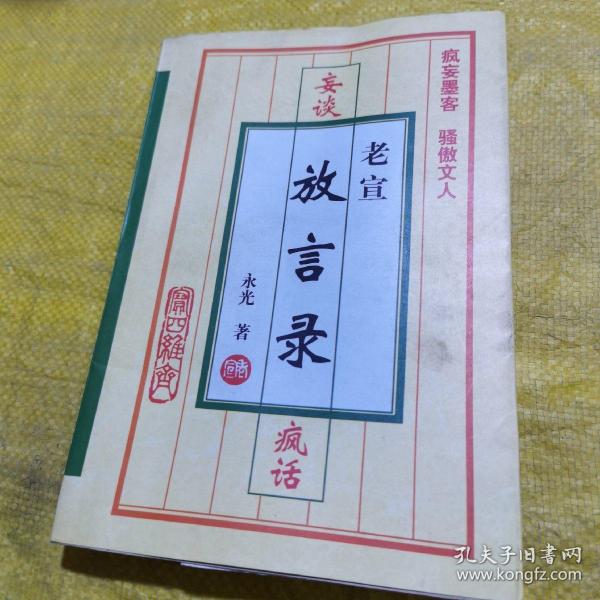 疯妄墨客 骚傲文人
妄谈
老宣
放言录
永光 著
疯话
孔夫子旧书网
www.kongfz.com